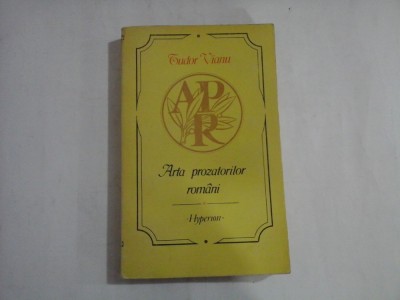 Tudor Vianu
APR
Arta prozatorilor
români
Hyperion